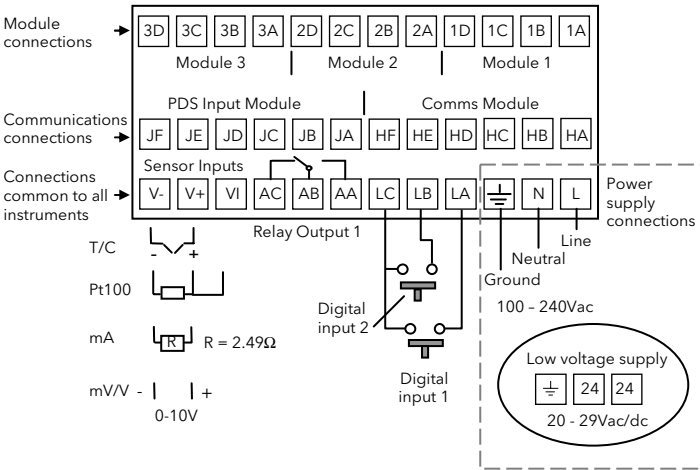 Module connections
3D 3C 3B 3A 2D 2C 2B 2A 1D 1C 1B 1A
Module 3 Module 2 Module 1
PDS Input Module Comms Module
Communications connections
JF JE JD JC JB JA HF HE HD HC HB HA
Sensor Inputs
Connections common to all instruments
V- V+ VI AC AB AA LC LB LA N L
Relay Output 1
Power supply connections
Line
Neutral
Ground
100 – 240Vac
T/C - +
Pt100
mA R R = 2.49Ω
mV/V - +
0-10V
Digital input 2
Digital input 1
Low voltage supply
24 24
20 - 29Vac/dc